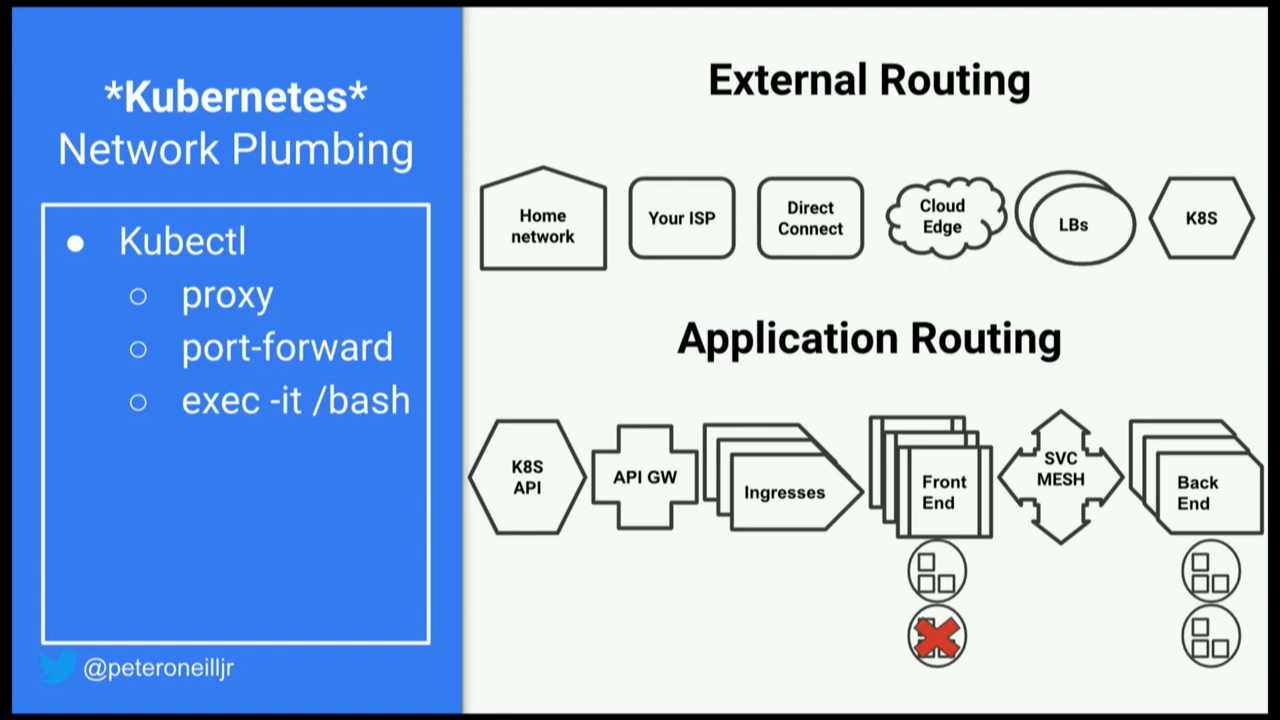 *Kubernetes*
Network Plumbing
Kubectl
proxy
port-forward
exec -it /bash
@peteroneilljr
External Routing
Home
network
Your ISP
Direct
Connect
Cloud
Edge
LBs
K8S
Application Routing
K8S
API
API GW
Ingresses
Front
End
SVC
MESH
Back
End